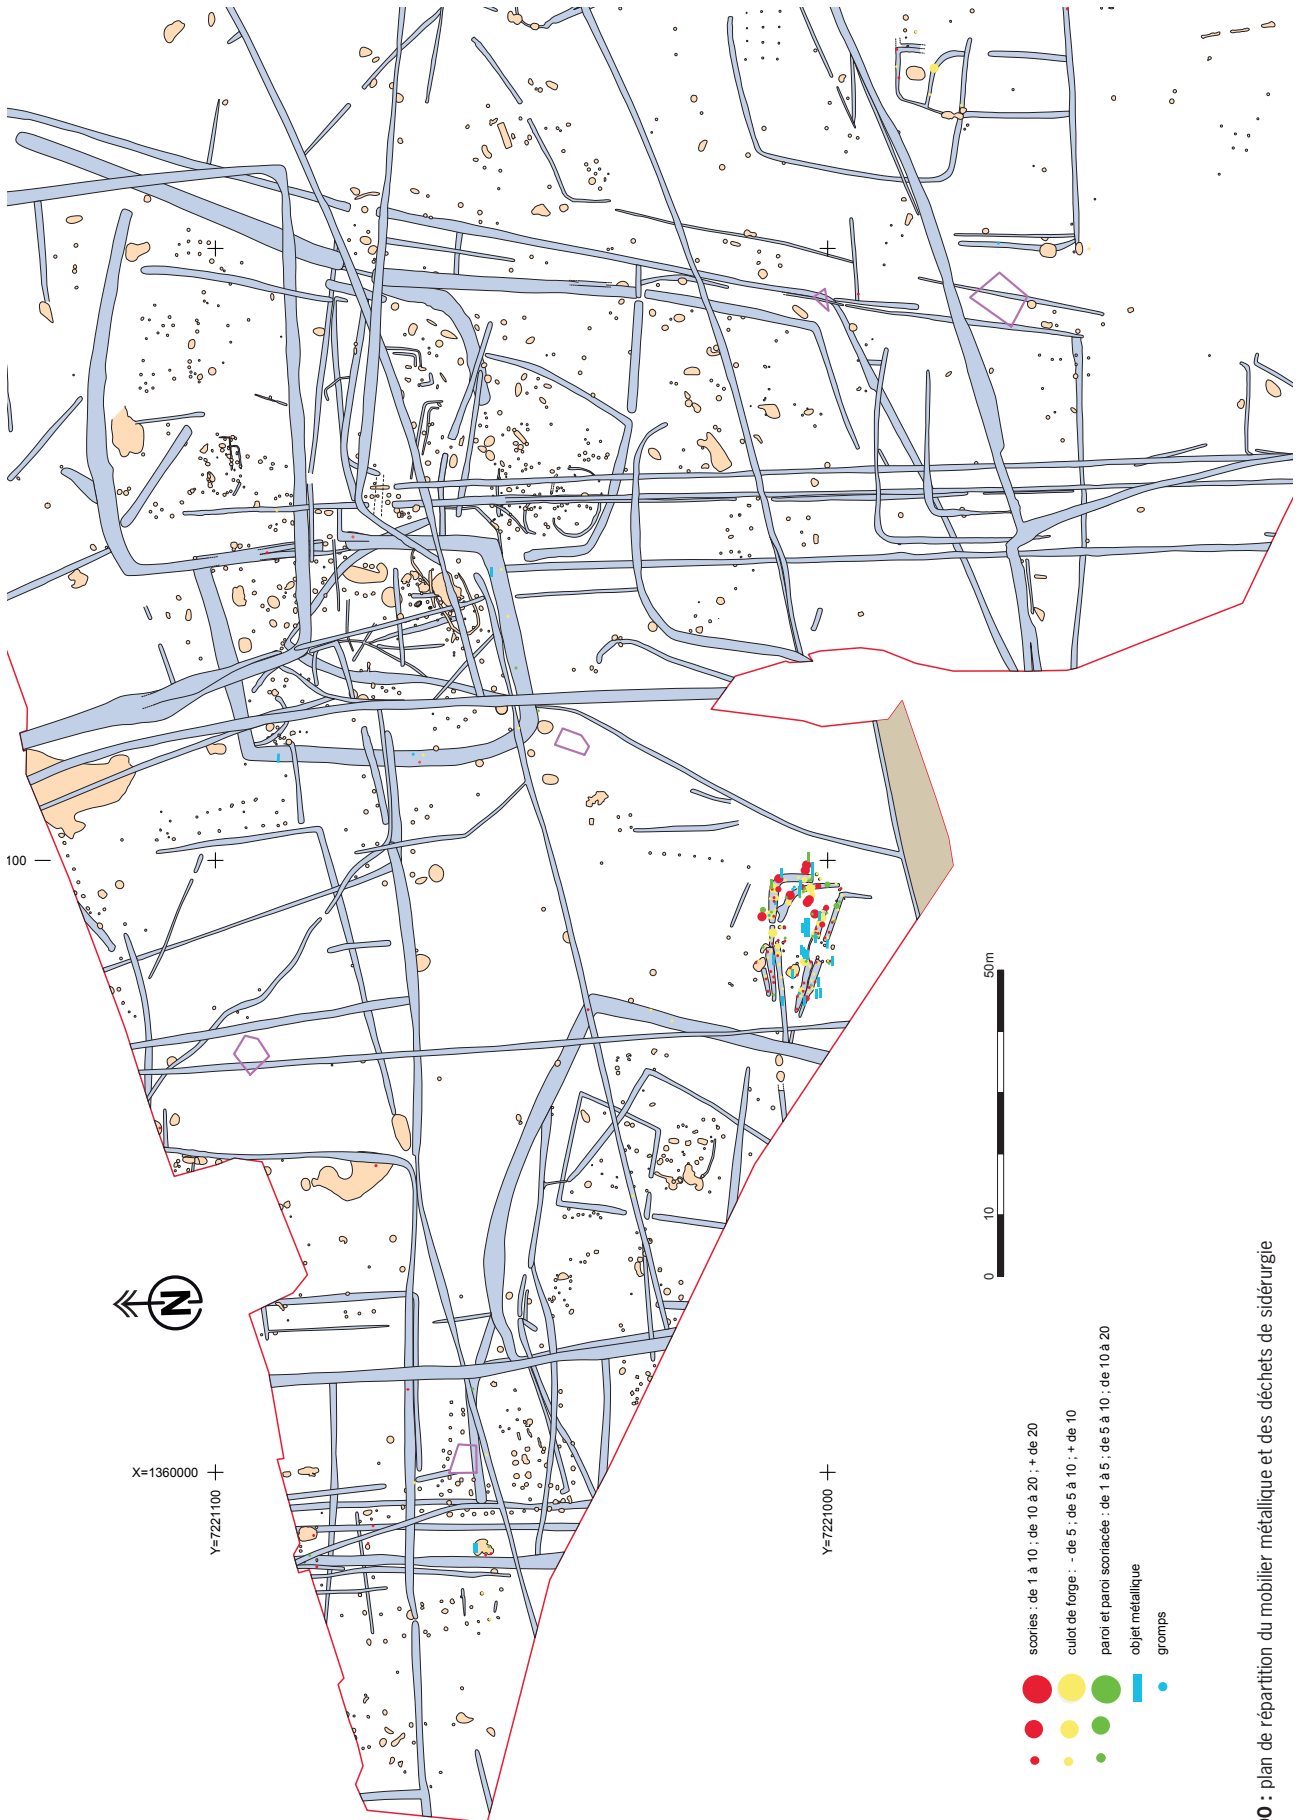 100
N
X=1360000
Y=7221100
Y=7221000
50m
10
0
scories : de 1 à 10 ; de 10 à 20 ; + de 20
culot de forge : - de 5 ; de 5 à 10 ; + de 10
paroi et paroi scoriacée : de 1 à 5 ; de 5 à 10 ; de 10 à 20
objet métallique
gromps
: plan de répartition du mobilier métallique et des déchets de sidérurgie